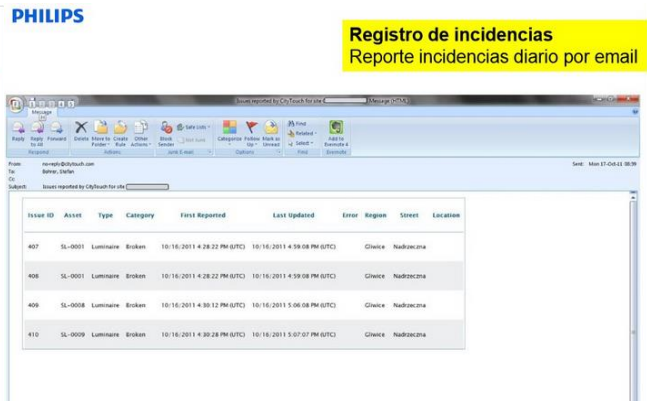 PHILIPS
Registro de incidencias
Reporte incidencias diario por email
Issues reported by CityTouch for site Message (HTML)
Message
Reply Reply to All Forward Delete Move to Folder Create Rule Other Actions Block Sender Safe Lists Not Junk Categorize Follow Up Mark as Unread Find Related Select Add to Evernote 4
Respond Actions Junk E-mail Options Find Evernote
From: no-reply@citytouch.com Sent: Mon 17-Oct-11
To: Stefan
Cc:
Subject: Issues reported by CityTouch for site
Issue ID Asset Type Category First Reported Last Updated Error Region Street Location
407 SL-0001 Luminaire Broken 10/16/2011 4:28:22 PM (UTC) 10/16/2011 4:59:08 PM (UTC) Gliwice Nadrzeczna
408 SL-0001 Luminaire Broken 10/16/2011 4:28:22 PM (UTC) 10/16/2011 4:59:08 PM (UTC) Gliwice Nadrzeczna
409 SL-0008 Luminaire Broken 10/16/2011 4:30:12 PM (UTC) 10/16/2011 5:06:08 PM (UTC) Gliwice Nadrzeczna
410 SL-0009 Luminaire Broken 10/16/2011 4:30:28 PM (UTC) 10/16/2011 5:07:07 PM (UTC) Gliwice Nadrzeczna